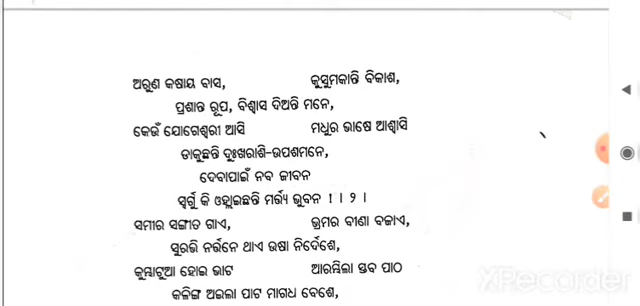 ଅରୁଣ କଷାୟ ବାସ, କୁସୁମକାନ୍ତି ବିକାଶ,
ପ୍ରଶାନ୍ତ ରୂପ, ବିଶ୍ୱାସ ଦିଅନ୍ତି ମନେ,
କେଉଁ ଯୋଗେଶ୍ୱରୀ ଆସି ମଧୁର ଭାଷେ ଆଶ୍ୱାସି
ଡାକୁଛନ୍ତି ଦୁଃଖରାଶି-ଉପଶମନେ,
ଦେବାପାଇଁ ନବ ଜୀବନ
ସ୍ୱର୍ଗୁ କି ଓହ୍ଲାଇଛନ୍ତି ମର୍ତ୍ତ୍ୟ ଭୁବନ ! । ୨ ।
ସମୀର ସଙ୍ଗୀତ ଗାଏ, ଭ୍ରମର ବୀଣା ବଜାଏ,
ସୁରଭି ନର୍ତ୍ତନେ ଥାଏ ଉଷା ନିର୍ଦେଶେ,
କୁମ୍ଭାଟୁଆ ହୋଇ ଭାଟ ଆରମ୍ଭିଲା ସ୍ତବ ପାଠ
କଳିଙ୍ଗ ଅଇଲା ପାଟ ମାଗଧ ବେଶେ,
XRecorder